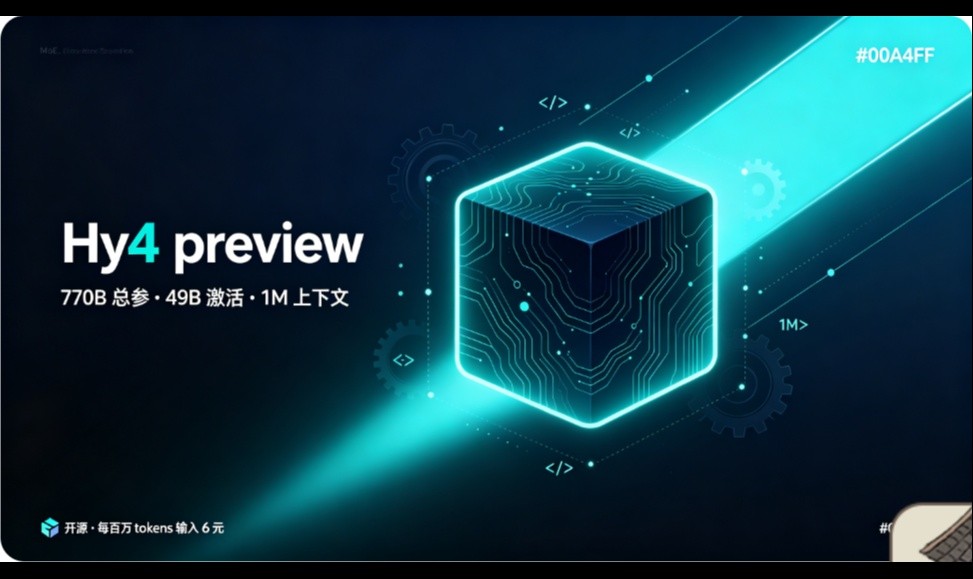 #00A4FF
</>
</>
Hy4 preview
770B 总参 · 49B 激活 · 1M 上下文
1M>
<·>
</>
开源 · 每百万 tokens 输入 6 元